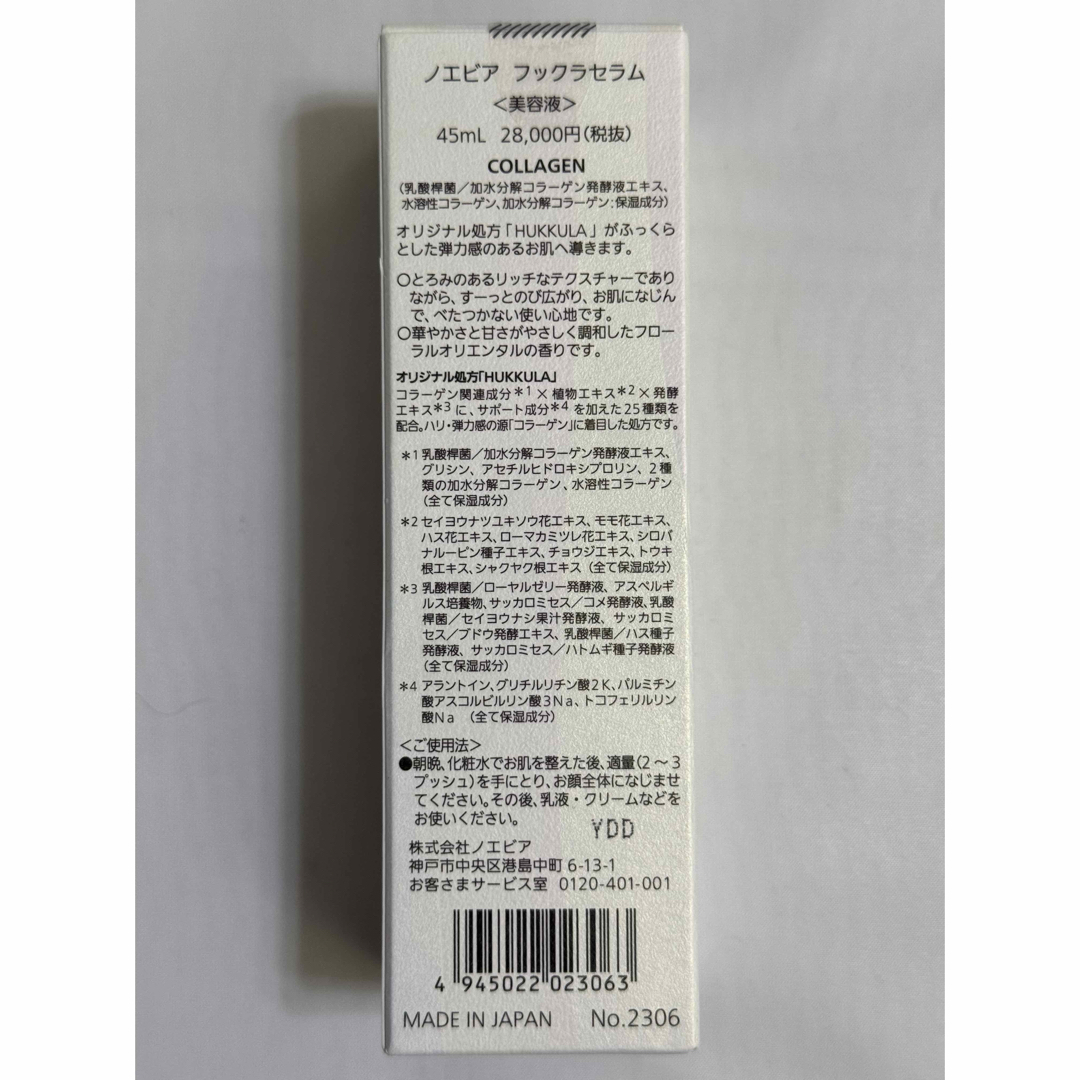 ノエビア フックラセラム
＜美容液＞
45mL 28,000円(税抜)
COLLAGEN
(乳酸桿菌／加水分解コラーゲン発酵液エキス、
水溶性コラーゲン、加水分解コラーゲン：保湿成分)
オリジナル処方「HUKKULA」がふっくら
とした弾力感のあるお肌へ導きます。
○とろみのあるリッチなテクスチャーであり
ながら、すーっとのび広がり、お肌になじん
で、べたつかない使い心地です。
○華やかさと甘さがやさしく調和したフロー
ラルオリエンタルの香りです。
オリジナル処方「HUKKULA」
コラーゲン関連成分＊1×植物エキス＊2×発酵
エキス＊3に、サポート成分＊4を加えた25種類を
配合。ハリ・弾力感の源「コラーゲン」に着目した処方です。
＊1 乳酸桿菌／加水分解コラーゲン発酵液エキス、
グリシン、アセチルヒドロキシプロリン、2種
類の加水分解コラーゲン、水溶性コラーゲン
(全て保湿成分)
＊2 セイヨウナツユキソウ花エキス、モモ花エキス、
ハス花エキス、ローマカミツレ花エキス、シロバ
ナルーピン種子エキス、チョウジエキス、トウキ
根エキス、シャクヤク根エキス (全て保湿成分)
＊3 乳酸桿菌／ローヤルゼリー発酵液、アスペルギ
ルス培養物、サッカロミセス／コメ発酵液、乳酸
桿菌／セイヨウナシ果汁発酵液、サッカロミ
セス／ブドウ発酵エキス、乳酸桿菌／ハス種子
発酵液、サッカロミセス／ハトムギ種子発酵液
(全て保湿成分)
＊4 アラントイン、グリチルリチン酸2K、パルミチン
酸アスコルビルリン酸3Na、トコフェリルリン
酸Na (全て保湿成分)
＜ご使用法＞
●朝晩、化粧水でお肌を整えた後、適量(2～3
プッシュ)を手にとり、お顔全体になじませ
てください。その後、乳液・クリームなどを
お使いください。
YDD
株式会社ノエビア
神戸市中央区港島中町6-13-1
お客さまサービス室 0120-401-001
4 945022 023063
MADE IN JAPAN No.2306